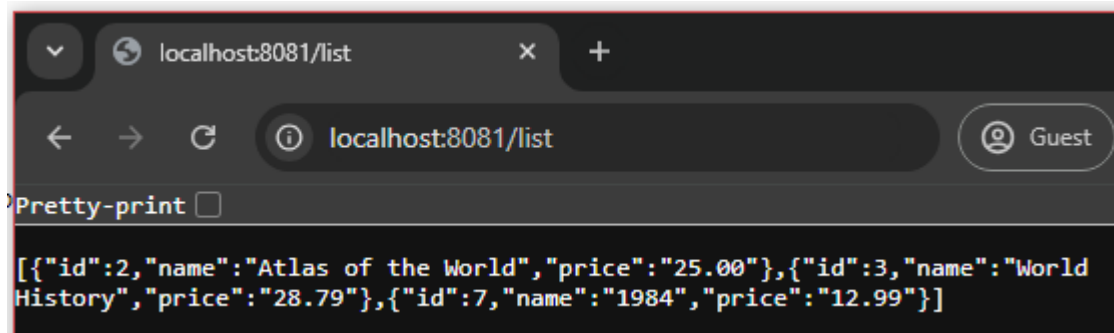 localhost:8081/list
localhost:8081/list
Guest
Pretty-print
[{"id":2,"name":"Atlas of the World","price":"25.00"},{"id":3,"name":"World
History","price":"28.79"},{"id":7,"name":"1984","price":"12.99"}]